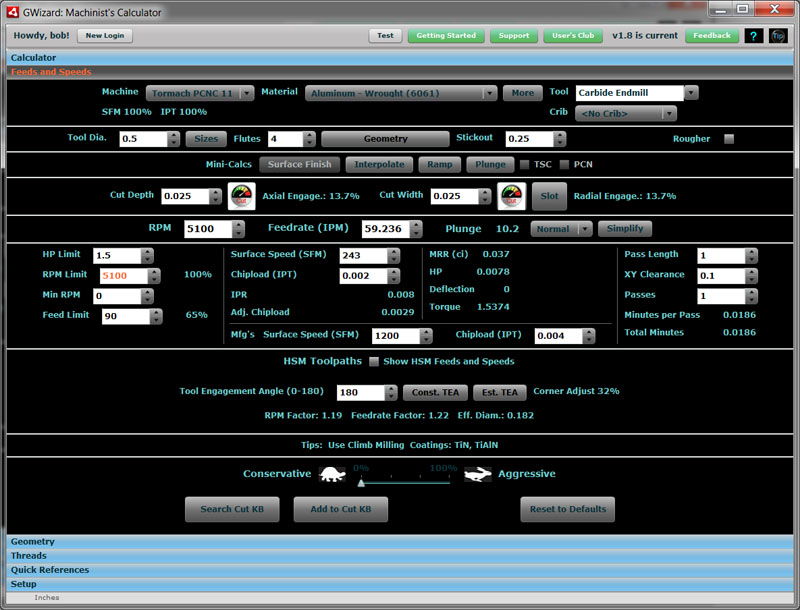 GWizard: Machinist's Calculator
Howdy, bob! New Login Test Getting Started Support User's Club v1.8 is current Feedback ? Tip
Calculator
Feeds and Speeds
Machine Tormach PCNC 11 Material Aluminum - Wrought (6061) More Tool Carbide Endmill
SFM 100% IPT 100% Crib <No Crib>
Tool Dia. 0.5 Sizes Flutes 4 Geometry Stickout 0.25 Rougher
Mini-Calcs Surface Finish Interpolate Ramp Plunge TSC PCN
Cut Depth 0.025 Axial Engage.: 13.7% Cut Width 0.025 Slot Radial Engage.: 13.7%
RPM 5100 Feedrate (IPM) 59.236 Plunge 10.2 Normal Simplify
HP Limit 1.5 Surface Speed (SFM) 243 MRR (ci) 0.037 Pass Length 1
RPM Limit 5100 100% Chipload (IPT) 0.002 HP 0.0078 XY Clearance 0.1
Min RPM 0 IPR 0.008 Deflection 0 Passes 1
Feed Limit 90 65% Adj. Chipload 0.0029 Torque 1.5374 Minutes per Pass 0.0186
Mfg's Surface Speed (SFM) 1200 Chipload (IPT) 0.004 Total Minutes 0.0186
HSM Toolpaths Show HSM Feeds and Speeds
Tool Engagement Angle (0-180) 180 Const. TEA Est. TEA Corner Adjust 32%
RPM Factor: 1.19 Feedrate Factor: 1.22 Eff. Diam.: 0.182
Tips: Use Climb Milling Coatings: TiN, TiAlN
Conservative 0% 100% Aggressive
Search Cut KB Add to Cut KB Reset to Defaults
Geometry
Threads
Quick References
Setup
Inches